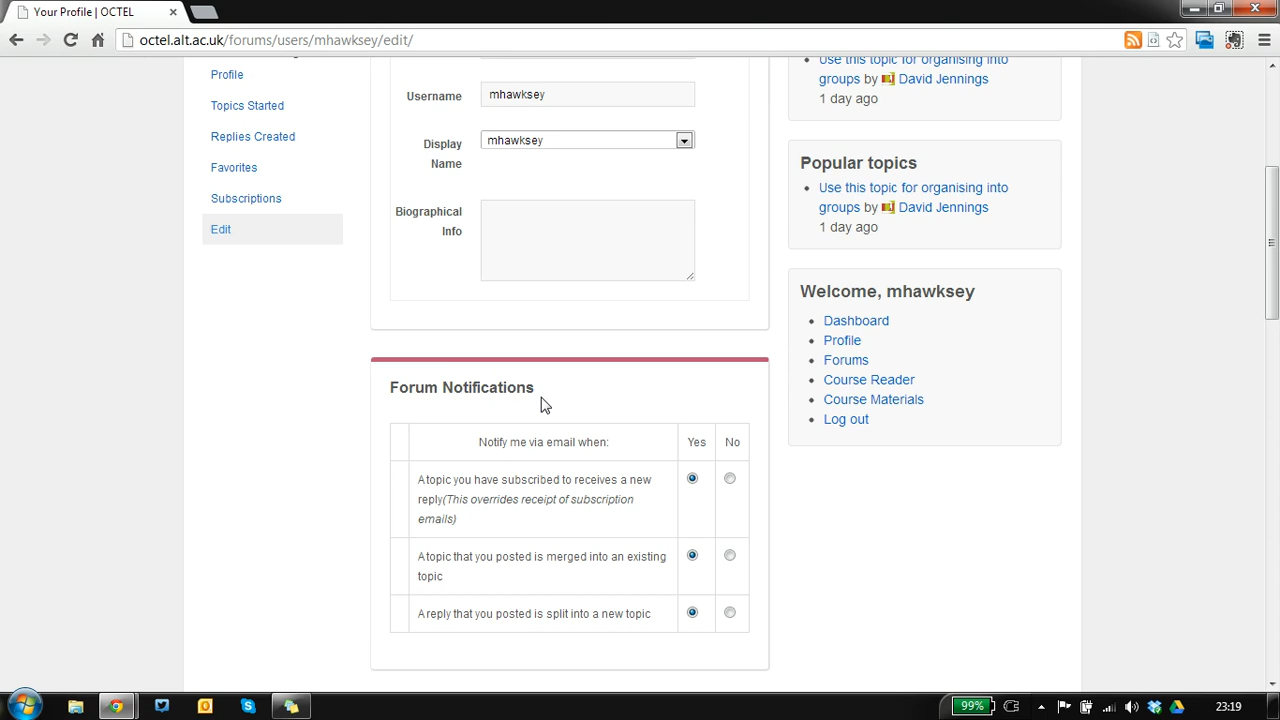 Your Profile | OCTEL
octel.alt.ac.uk/forums/users/mhawksey/edit/
Profile
Topics Started
Replies Created
Favorites
Subscriptions
Edit
Username
mhawksey
Display
Name
mhawksey
Biographical
Info
Forum Notifications
Notify me via email when:
Yes
No
A topic you have subscribed to receives a new
reply(This overrides receipt of subscription
emails)
A topic that you posted is merged into an existing
topic
A reply that you posted is split into a new topic
Use this topic for organising into
groups by David Jennings
1 day ago
Popular topics
Use this topic for organising into
groups by David Jennings
1 day ago
Welcome, mhawksey
Dashboard
Profile
Forums
Course Reader
Course Materials
Log out
99%
23:19